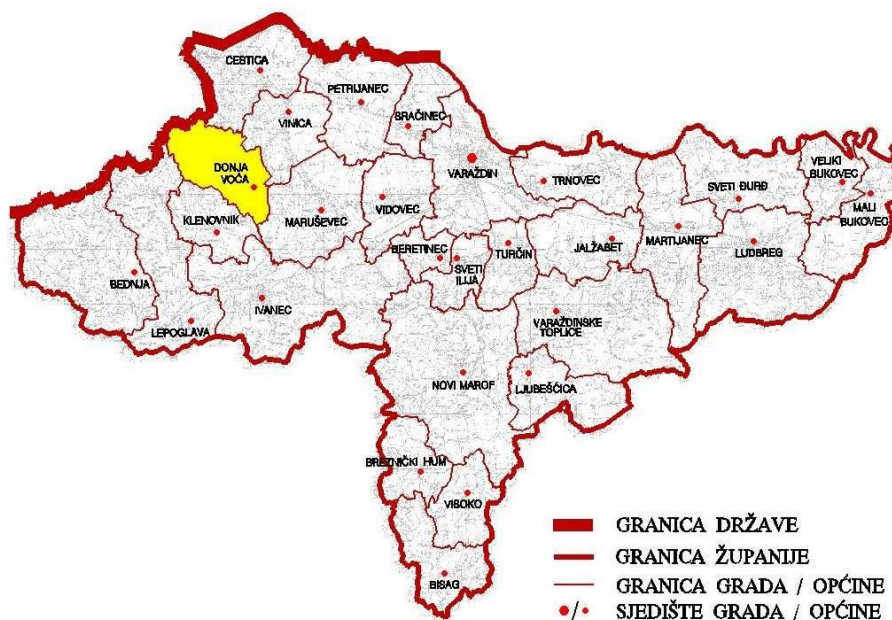 CESTICA
PETRIJANEC
VINICA
SRAČINEC
DONJA
VOĆA
VARAŽDIN
TRNOVEC
SVETI ĐURĐ
VELIKI
BUKOVEC
MALI
BUKOVEC
KLENOVNIK
MARUŠEVEC
VIDOVEC
BERETINEC
SVETI
ILIJA
TURČIN
JALŽABET
MARTIJANEC
LUDBREG
BEDNJA
LEPOGLAVA
IVANEC
VARAŽDINSKE
TOPLICE
NOVI MAROF
LJUBEŠĆICA
BREZNIČKI HUM
VISOKO
BISAG
GRANICA DRŽAVE
GRANICA ŽUPANIJE
GRANICA GRADA / OPĆINE
/ SJEDIŠTE GRADA / OPĆINE